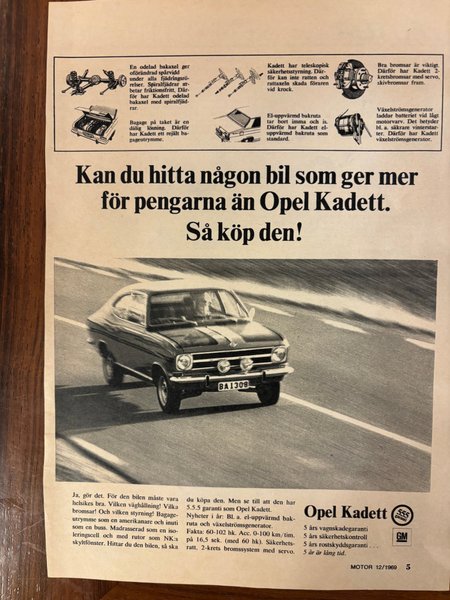 En odelad bakaxel ger
oförändrad spårvidd
under alla fjädringsrö-
relser. Spiralfjädrar ar-
betar friktionsfritt. Där-
för har Kadett odelad
bakaxel med spiralfjäd-
rar.
Bagage på taket är en
dålig lösning. Därför
har Kadett ett rejält ba-
gageutrymme.
Kadett har teleskopisk
säkerhetsstyrning. Där-
för kan inte ratten och
rattaxeln skada föraren
vid krock.
El-uppvärmd bakruta
tar bort imma och is.
Därför har Kadett el-
uppvärmd bakruta som
standard.
Bra bromsar är viktigt.
Därför har Kadett 2-
kretsbromsar med servo,
skivbromsar fram.
Växelströmsgenerator
laddar batteriet vid lågt
motorvarv. Det betyder
bl. a. säkrare vinterstar-
ter. Därför har Kadett
växelströmsgenerator.
Kan du hitta någon bil som ger mer
för pengarna än Opel Kadett.
Så köp den!
BA1309
Ja, gör det. För den bilen måste vara
helsikes bra. Vilken väghållning! Vilka
bromsar! Och vilken styrning! Bagage-
utrymme som en amerikanare och inuti
som en buss. Madrasserad som en iso-
leringscell och med rutor som NK:s
skyltfönster. Hittar du den bilen, så ska
du köpa den. Men se till att den har
5.5.5 garanti som Opel Kadett.
Nyheter i år: Bl. a. el-uppvärmd bak-
ruta och växelströmsgenerator.
Fakta: 60-102 hk. Acc. 0-100 km/tim.
på 16,5 sek. (med 60 hk). Säkerhets-
ratt, 2-krets bromssystem med servo.
Opel Kadett
555
5 års vagnskadegaranti
5 års säkerhetskontroll
5 års rostskyddsgaranti . . .
5 år är lång tid.
GM
MOTOR 12/1969 5